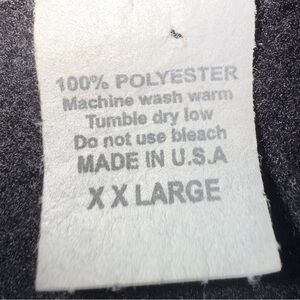 100% POLYESTER
Machine wash warm
Tumble dry low
Do not use bleach
MADE IN U.S.A
X X LARGE